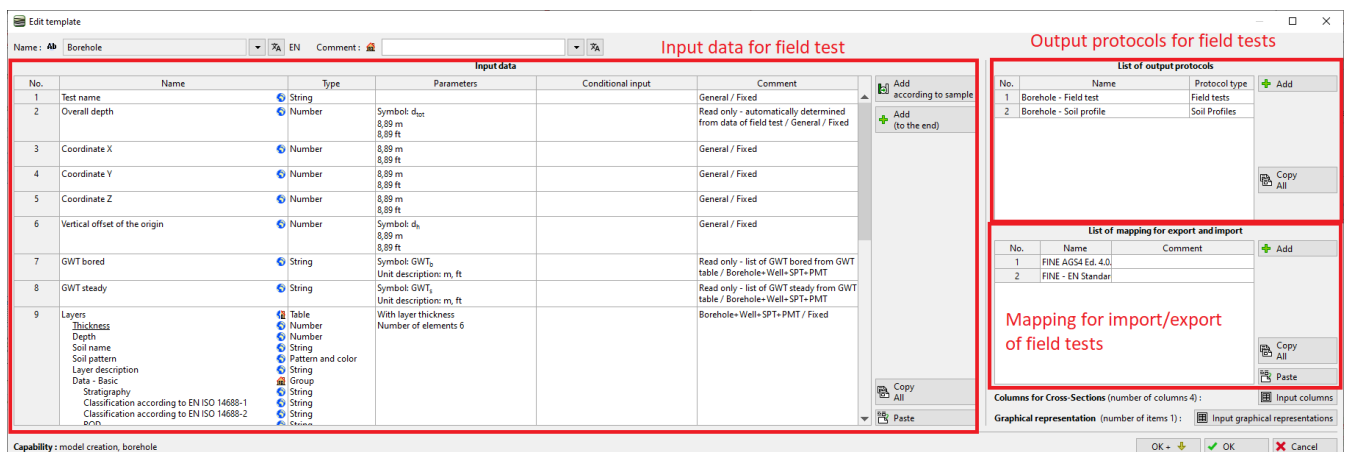 Edit template
Name : Ab Borehole EN Comment :
Input data for field test
Output protocols for field tests
Input data
No. Name Type Parameters Conditional input Comment
1 Test name String General / Fixed
2 Overall depth Number Symbol: dtot Read only - automatically determined
8,89 m from data of field test / General / Fixed
8,89 ft
3 Coordinate X Number 8,89 m General / Fixed
8,89 ft
4 Coordinate Y Number 8,89 m General / Fixed
8,89 ft
5 Coordinate Z Number 8,89 m General / Fixed
8,89 ft
6 Vertical offset of the origin Number Symbol: dh General / Fixed
8,89 m
8,89 ft
7 GWT bored String Symbol: GWTb Read only - list of GWT bored from GWT
Unit description: m, ft table / Borehole+Well+SPT+PMT
8 GWT steady String Symbol: GWTs Read only - list of GWT steady from GWT
Unit description: m, ft table / Borehole+Well+SPT+PMT
9 Layers Table With layer thickness Borehole+Well+SPT+PMT / Fixed
Thickness Number Number of elements 6
Depth Number
Soil name String
Soil pattern Pattern and color
Layer description String
Data - Basic Group
Stratigraphy String
Classification according to EN ISO 14688-1 String
Classification according to EN ISO 14688-2 String
RQD String
Add
according to sample
Add
(to the end)
Copy
All
Paste
List of output protocols
No. Name Protocol type
1 Borehole - Field test Field tests
2 Borehole - Soil profile Soil Profiles
Add
Copy
All
List of mapping for export and import
No. Name Comment
1 FINE AGS4 Ed. 4.0.
2 FINE - EN Standar
Add
Mapping for import/export
of field tests
Copy
All
Paste
Columns for Cross-Sections (number of columns 4) : Input columns
Graphical representation (number of items 1) : Input graphical representations
Capability : model creation, borehole
OK + OK Cancel